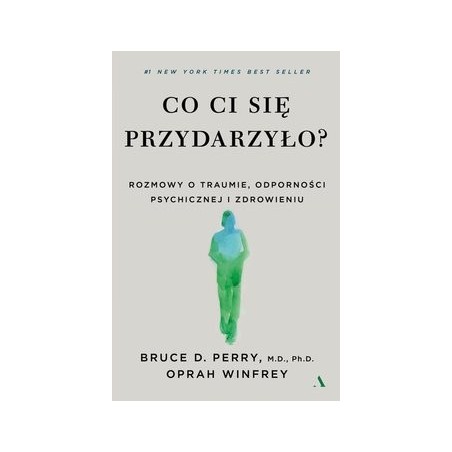 #1 NEW YORK TIMES BEST SELLER
CO CI SIĘ
PRZYDARZYŁO?
ROZMOWY O TRAUMIE, ODPORNOŚCI
PSYCHICZNEJ I ZDROWIENIU
BRUCE D. PERRY, M.D., Ph.D.
OPRAH WINFREY
A